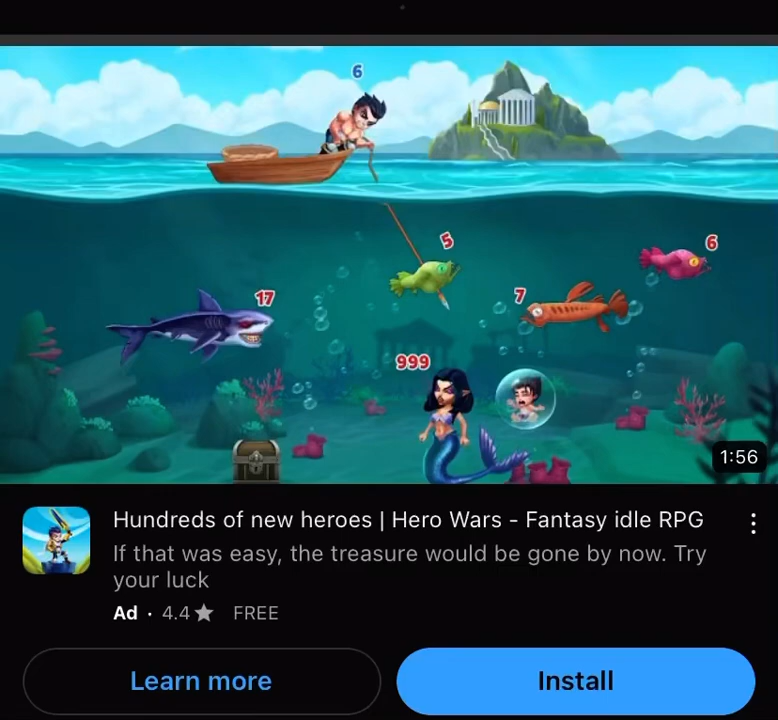 6
5
6
17
7
999
1:56
Hundreds of new heroes | Hero Wars - Fantasy idle RPG
If that was easy, the treasure would be gone by now. Try
your luck
Ad · 4.4★ FREE
Learn more
Install